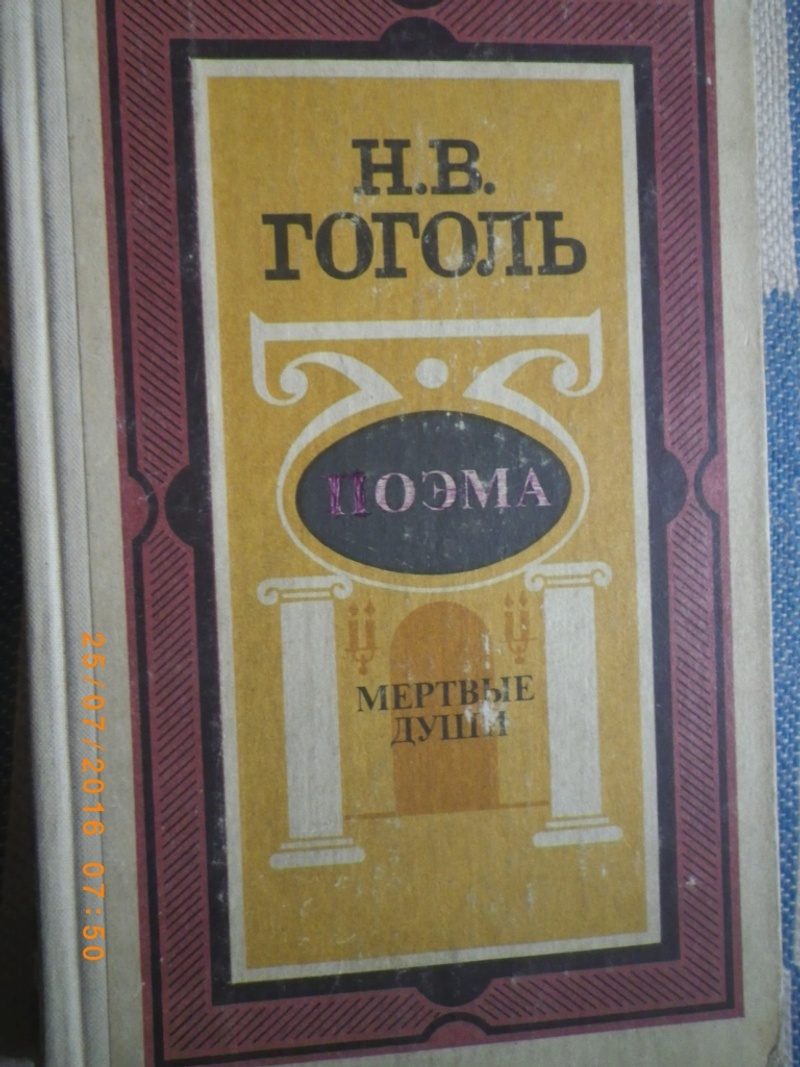 Н.В.
ГОГОЛЬ
ПОЭМА
МЕРТВЫЕ
ДУШИ
25/07/2016 07:50